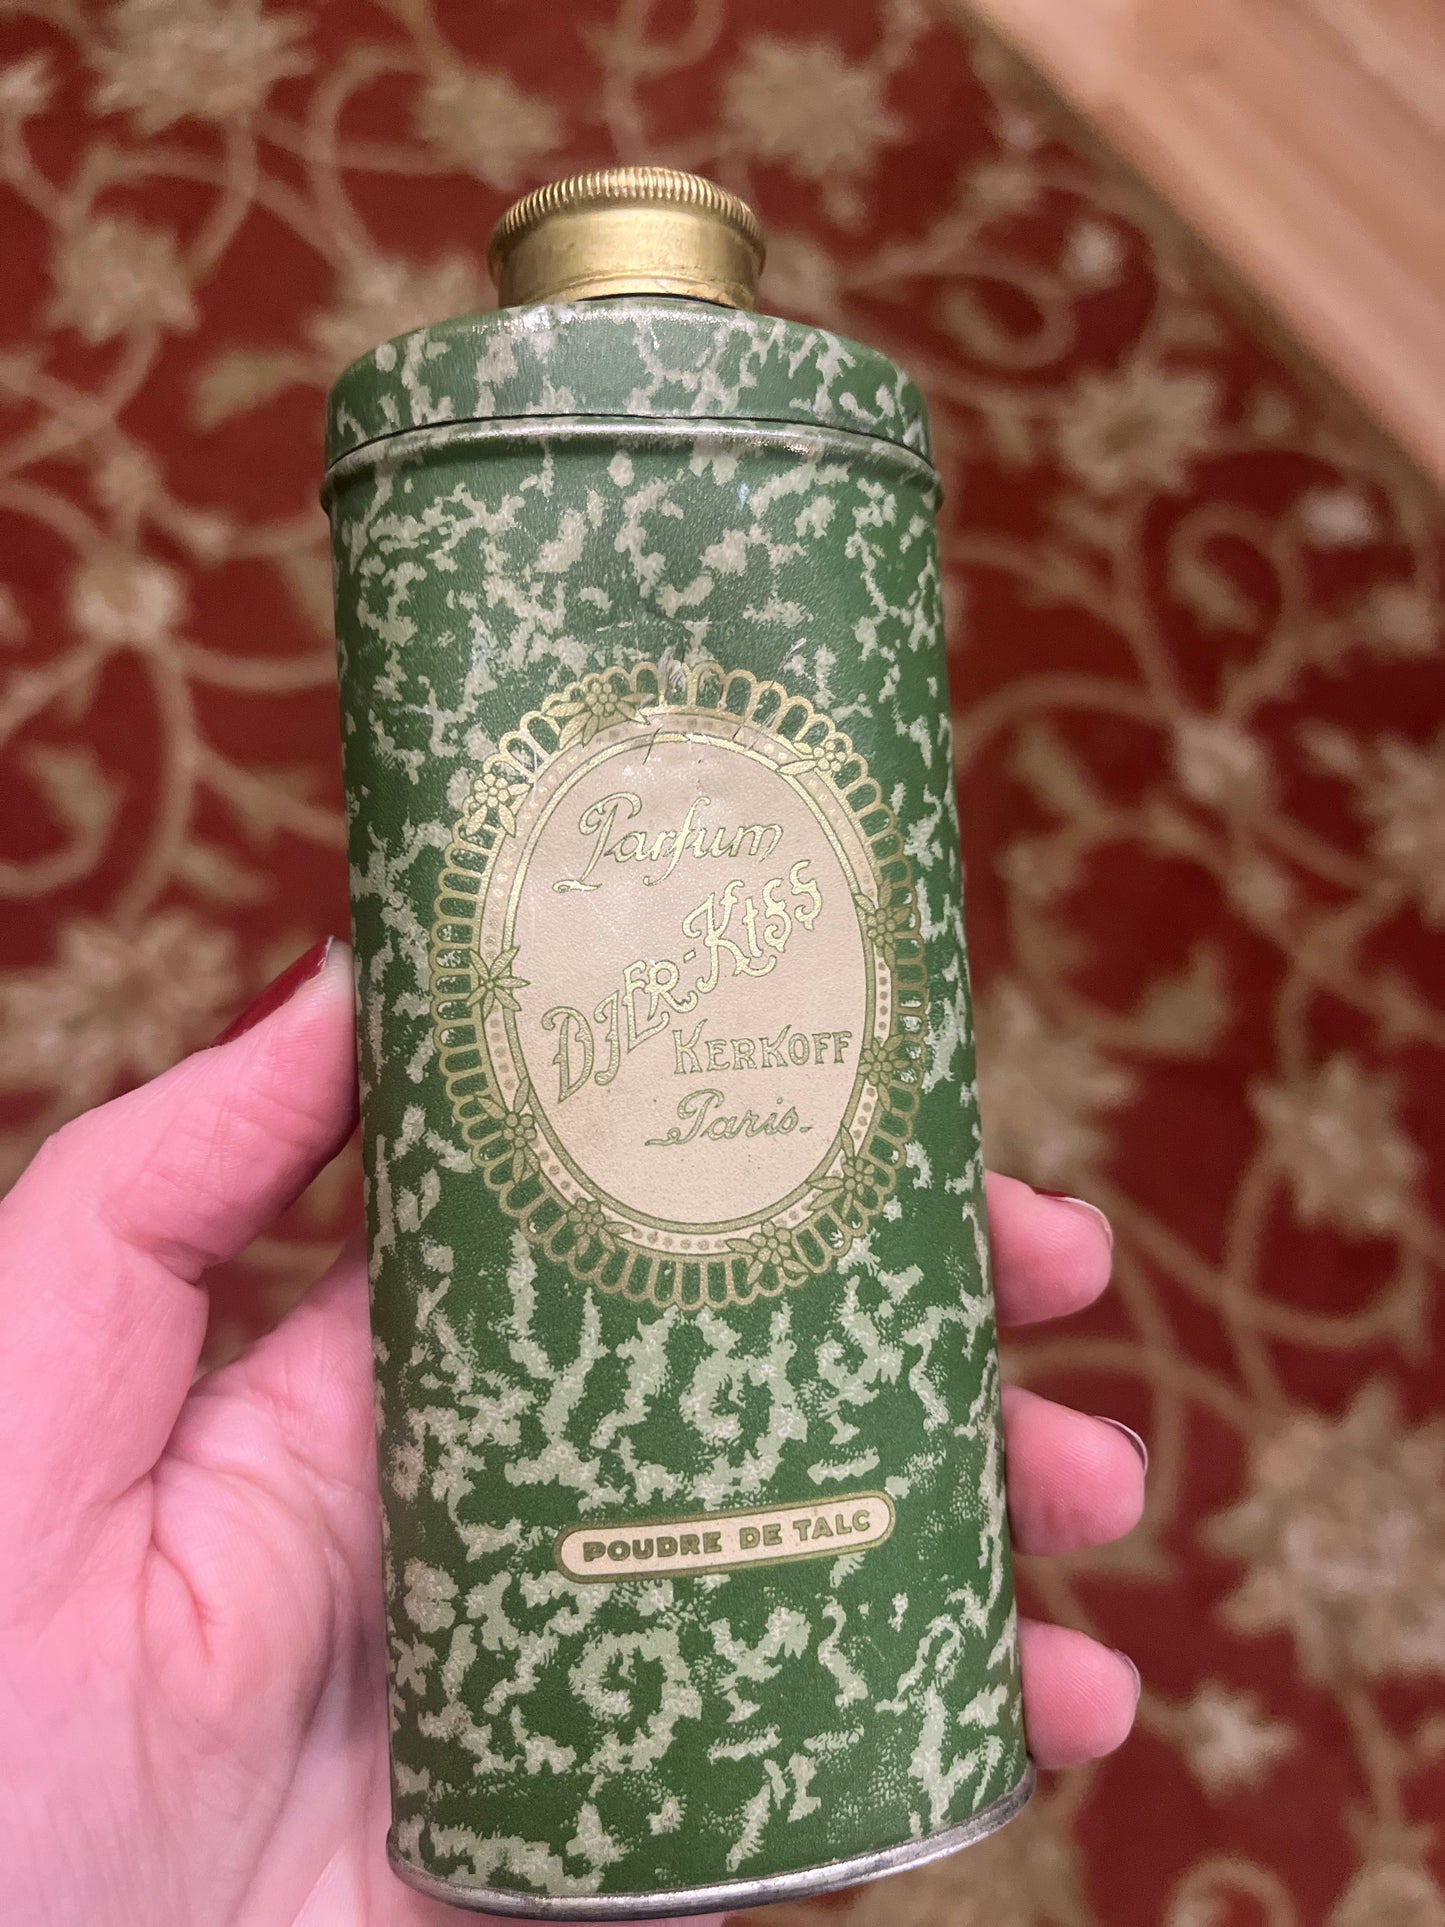 Parfum
DJER-KISS
KERKOFF
Paris.
POUDRE DE TALC